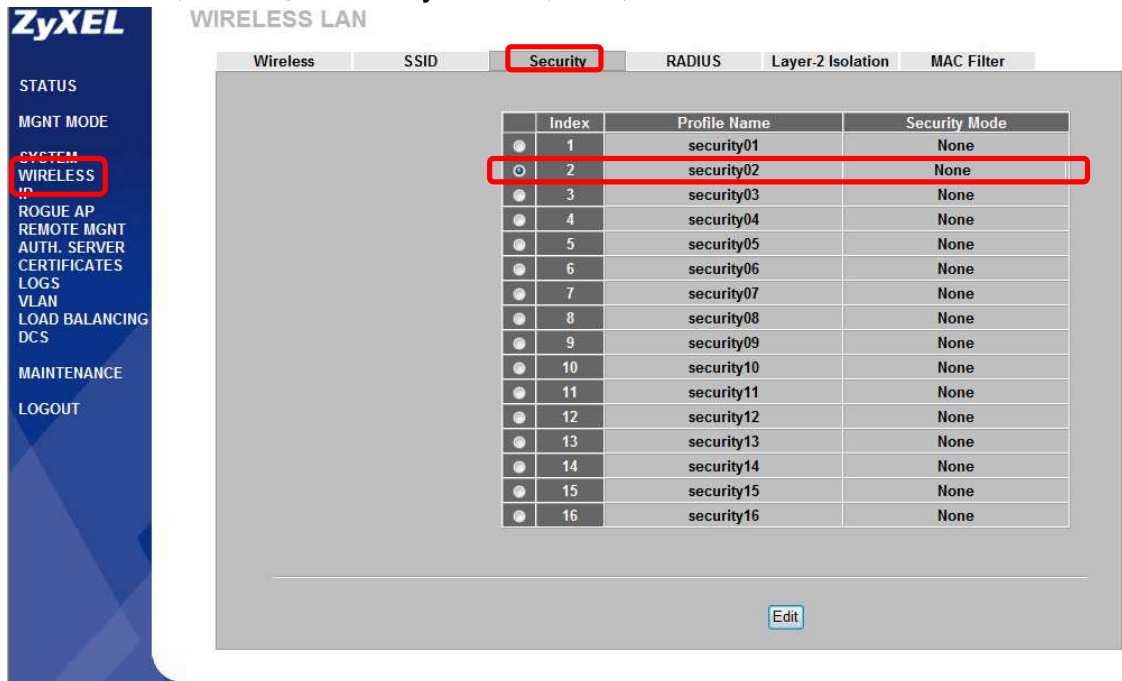 ZyXEL
WIRELESS LAN
Wireless SSID Security RADIUS Layer-2 Isolation MAC Filter
STATUS
MGNT MODE
SYSTEM
WIRELESS
IP
ROGUE AP
REMOTE MGNT
AUTH. SERVER
CERTIFICATES
LOGS
VLAN
LOAD BALANCING
DCS
MAINTENANCE
LOGOUT
Index Profile Name Security Mode
1 security01 None
2 security02 None
3 security03 None
4 security04 None
5 security05 None
6 security06 None
7 security07 None
8 security08 None
9 security09 None
10 security10 None
11 security11 None
12 security12 None
13 security13 None
14 security14 None
15 security15 None
16 security16 None
Edit